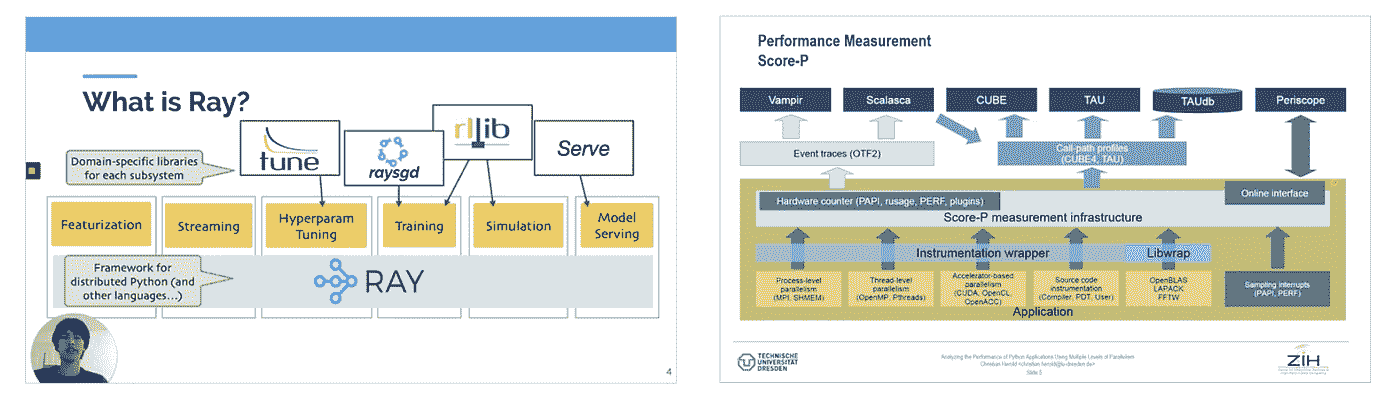 What is Ray?
tune
raysgd
rllib
Serve
Domain-specific libraries
for each subsystem
Featurization
Streaming
Hyperparam
Tuning
Training
Simulation
Model
Serving
Framework for
distributed Python (and
other languages...)
RAY
4
Performance Measurement
Score-P
Vampir
Scalasca
CUBE
TAU
TAUdb
Periscope
Event traces (OTF2)
Call-path profiles
(CUBE4, TAU)
Online interface
Hardware counter (PAPI, rusage, PERF, plugins)
Score-P measurement infrastructure
Instrumentation wrapper
Libwrap
Process-level
parallelism
(MPI, SHMEM)
Thread-level
parallelism
(OpenMP, Pthreads)
Accelerator-based
parallelism
(CUDA, OpenCL,
OpenACC)
Source code
instrumentation
(Compiler, PDT, User)
OpenBLAS
LAPACK
FFTW
Sampling interrupts
(PAPI, PERF)
Application
TECHNISCHE
UNIVERSITÄT
DRESDEN
Analyzing the Performance of Python Applications Using Multiple Levels of Parallelism
Christian Herold <christian.herold@tu-dresden.de>
Slide 5
ZIH